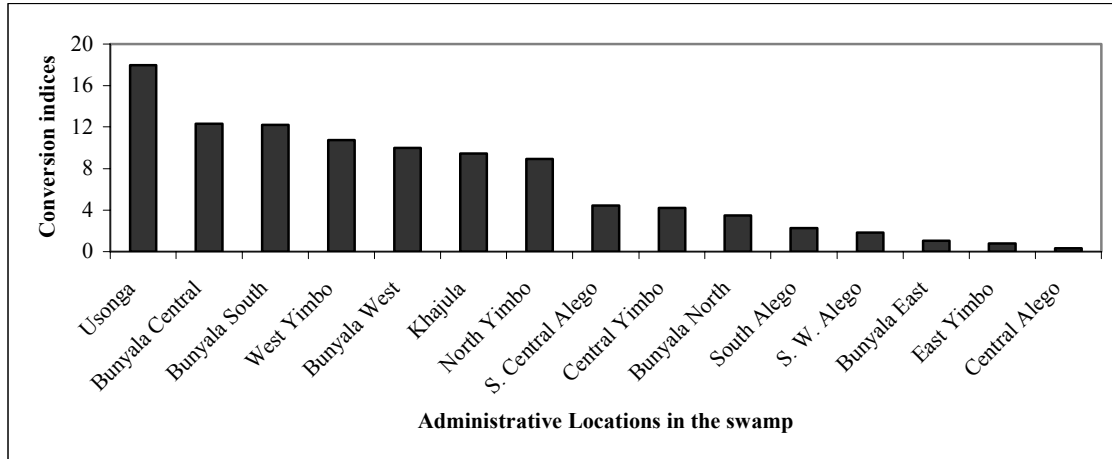 20
16
12
8
4
0
Conversion indices
Usonga
Bunyala Central
Bunyala South
West Yimbo
Bunyala West
Khajula
North Yimbo
S. Central Alego
Central Yimbo
Bunyala North
South Alego
S. W. Alego
Bunyala East
East Yimbo
Central Alego
Administrative Locations in the swamp